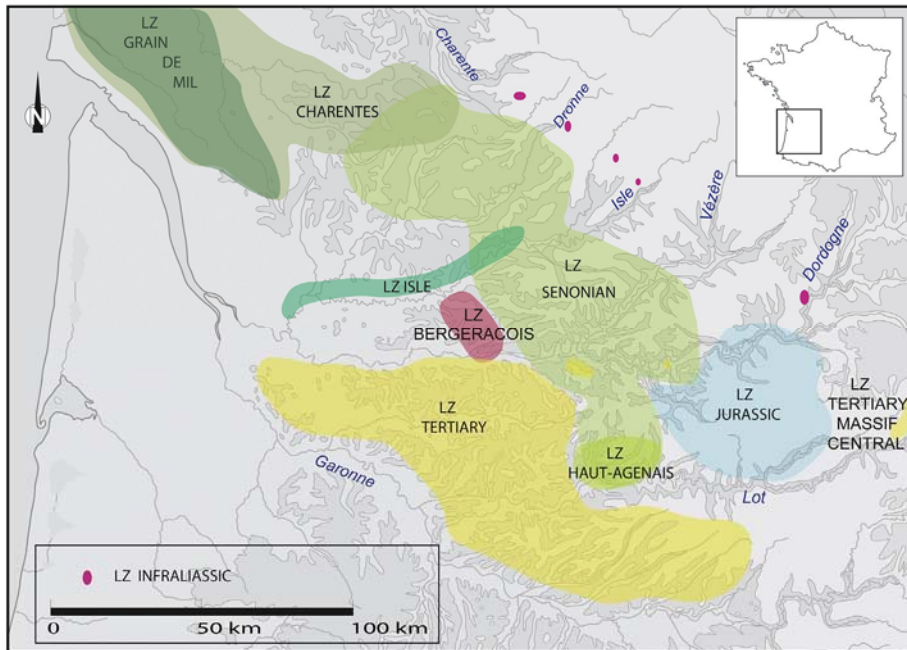 LZ
GRAIN
DE
MIL
LZ
CHARENTES
Charente
Dronne
Isle
Vézère
Dordogne
N
LZ ISLE
LZ
SENONIAN
LZ
BERGERACOIS
LZ
TERTIARY
LZ
JURASSIC
LZ
TERTIARY
MASSIF
CENTRAL
LZ
HAUT-AGENAIS
Garonne
Lot
LZ INFRALIASSIC
0 50 km 100 km